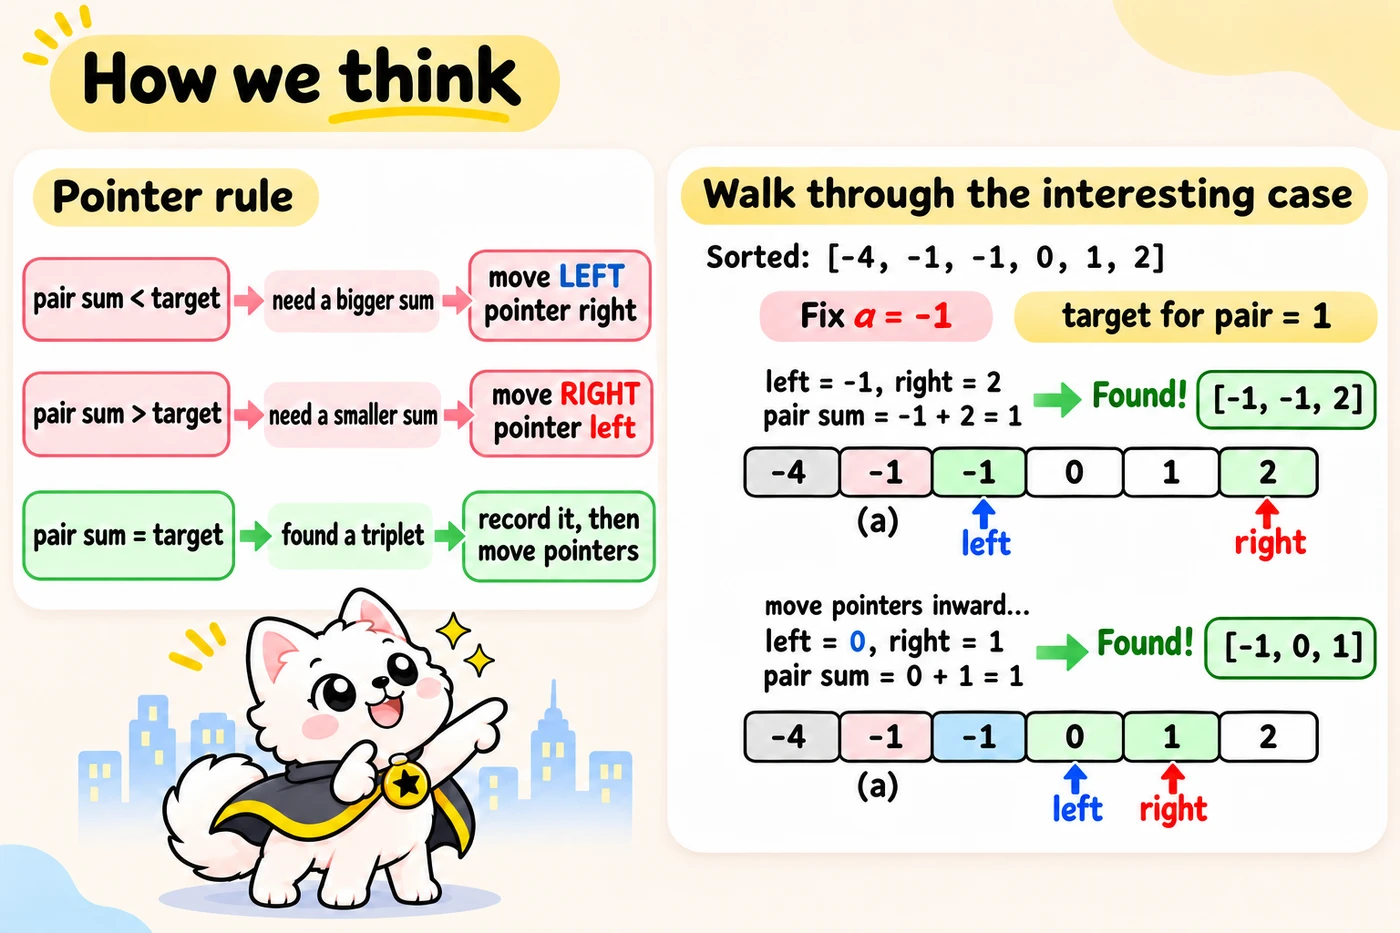 How we think
Pointer rule
pair sum < target
need a bigger sum
move LEFT
pointer right
pair sum > target
need a smaller sum
move RIGHT
pointer left
pair sum = target
found a triplet
record it, then
move pointers
Walk through the interesting case
Sorted: [-4, -1, -1, 0, 1, 2]
Fix a = -1
target for pair = 1
left = -1, right = 2
pair sum = -1 + 2 = 1
Found!
[-1, -1, 2]
-4 -1 -1 0 1 2
(a)
left
right
move pointers inward...
left = 0, right = 1
pair sum = 0 + 1 = 1
Found!
[-1, 0, 1]
-4 -1 -1 0 1 2
(a)
left
right